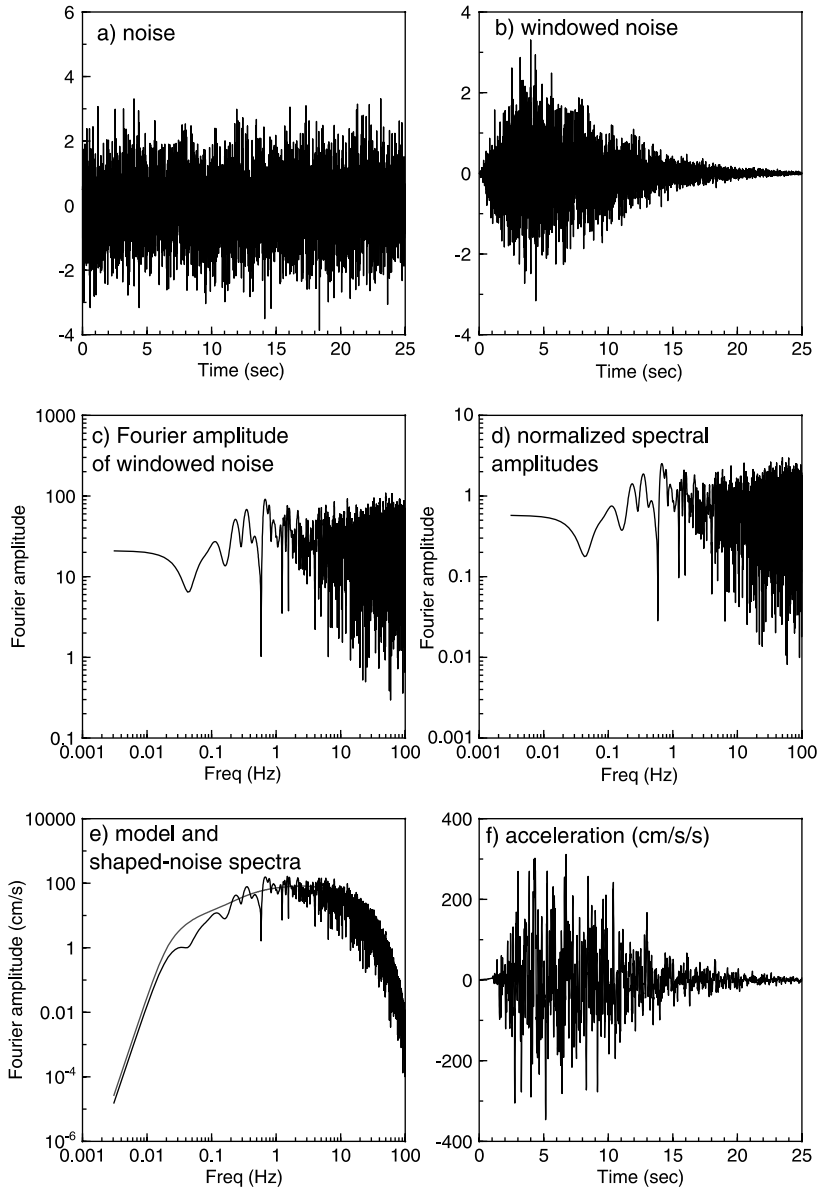 a) noise
6
4
2
0
-2
-4
0 5 10 15 20 25
Time (sec)
b) windowed noise
4
2
0
-2
-4
0 5 10 15 20 25
Time (sec)
c) Fourier amplitude
of windowed noise
Fourier amplitude
1000
100
10
1
0.1
0.001 0.01 0.1 1 10 100
Freq (Hz)
d) normalized spectral
amplitudes
Fourier amplitude
10
1
0.1
0.01
0.001
0.001 0.01 0.1 1 10 100
Freq (Hz)
e) model and
shaped-noise spectra
Fourier amplitude (cm/s)
10000
100
1
0.01
10-4
10-6
0.001 0.01 0.1 1 10 100
Freq (Hz)
f) acceleration (cm/s/s)
400
200
0
-200
-400
0 5 10 15 20 25
Time (sec)